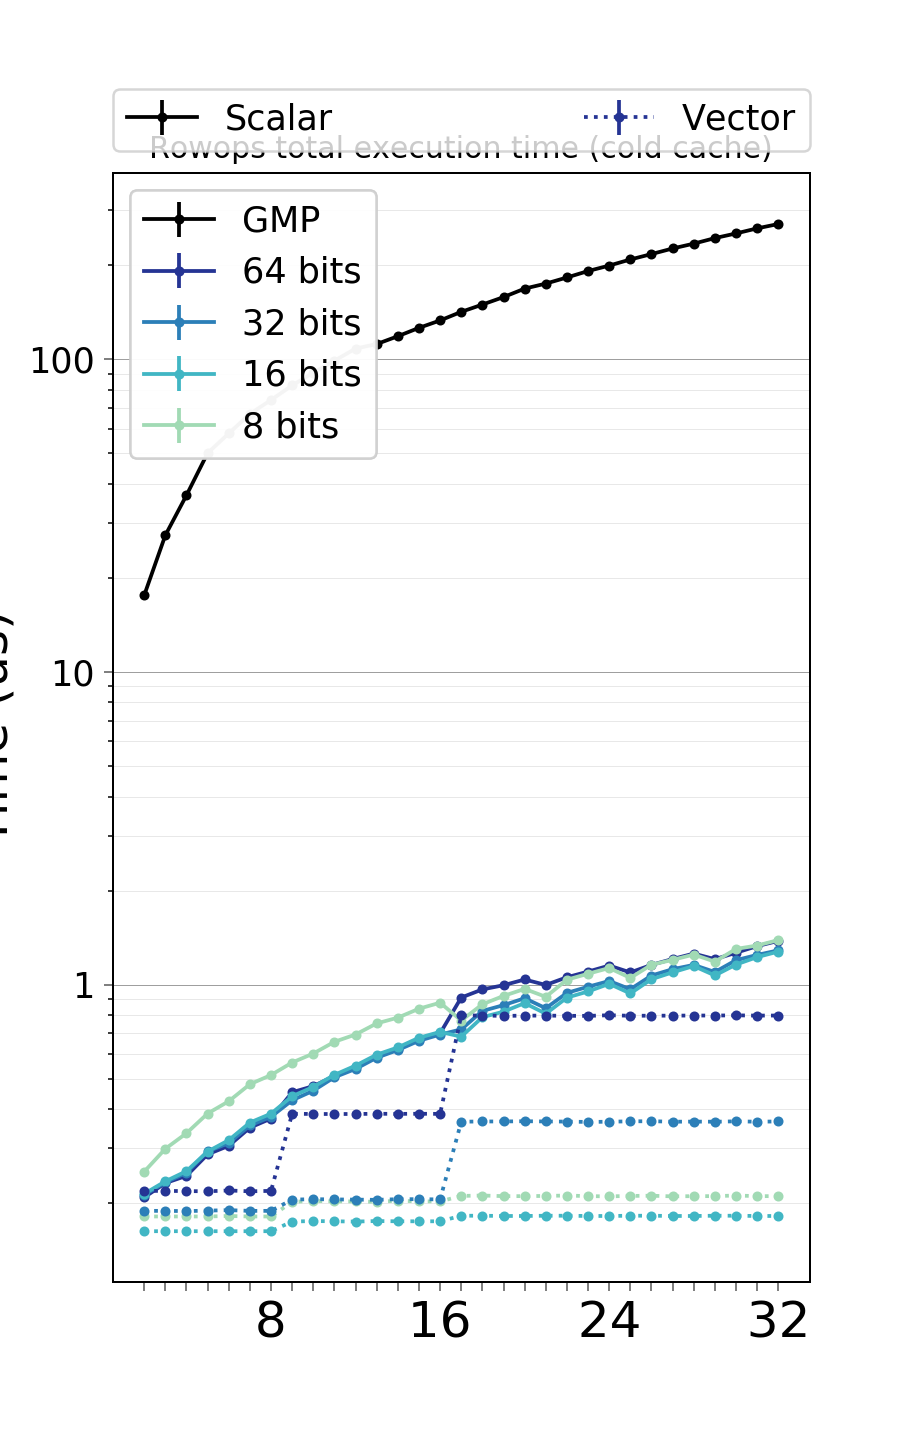 Scalar Vector
Rowops total execution time (cold cache)
GMP
64 bits
32 bits
16 bits
8 bits
100
10
1
8 16 24 32